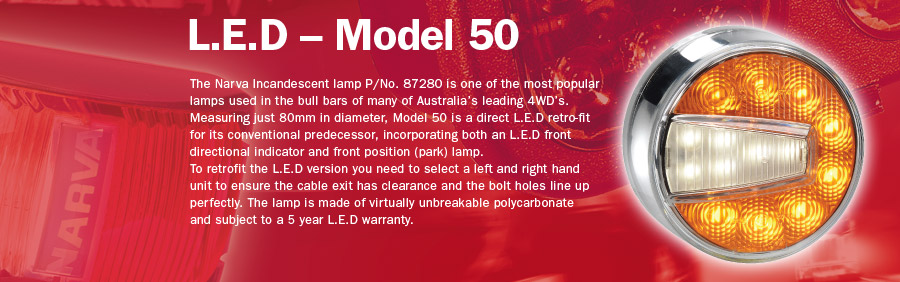 L.E.D – Model 50
The Narva Incandescent lamp P/No. 87280 is one of the most popular
lamps used in the bull bars of many of Australia's leading 4WD's.
Measuring just 80mm in diameter, Model 50 is a direct L.E.D retro-fit
for its conventional predecessor, incorporating both an L.E.D front
directional indicator and front position (park) lamp.
To retrofit the L.E.D version you need to select a left and right hand
unit to ensure the cable exit has clearance and the bolt holes line up
perfectly. The lamp is made of virtually unbreakable polycarbonate
and subject to a 5 year L.E.D warranty.
NARVA